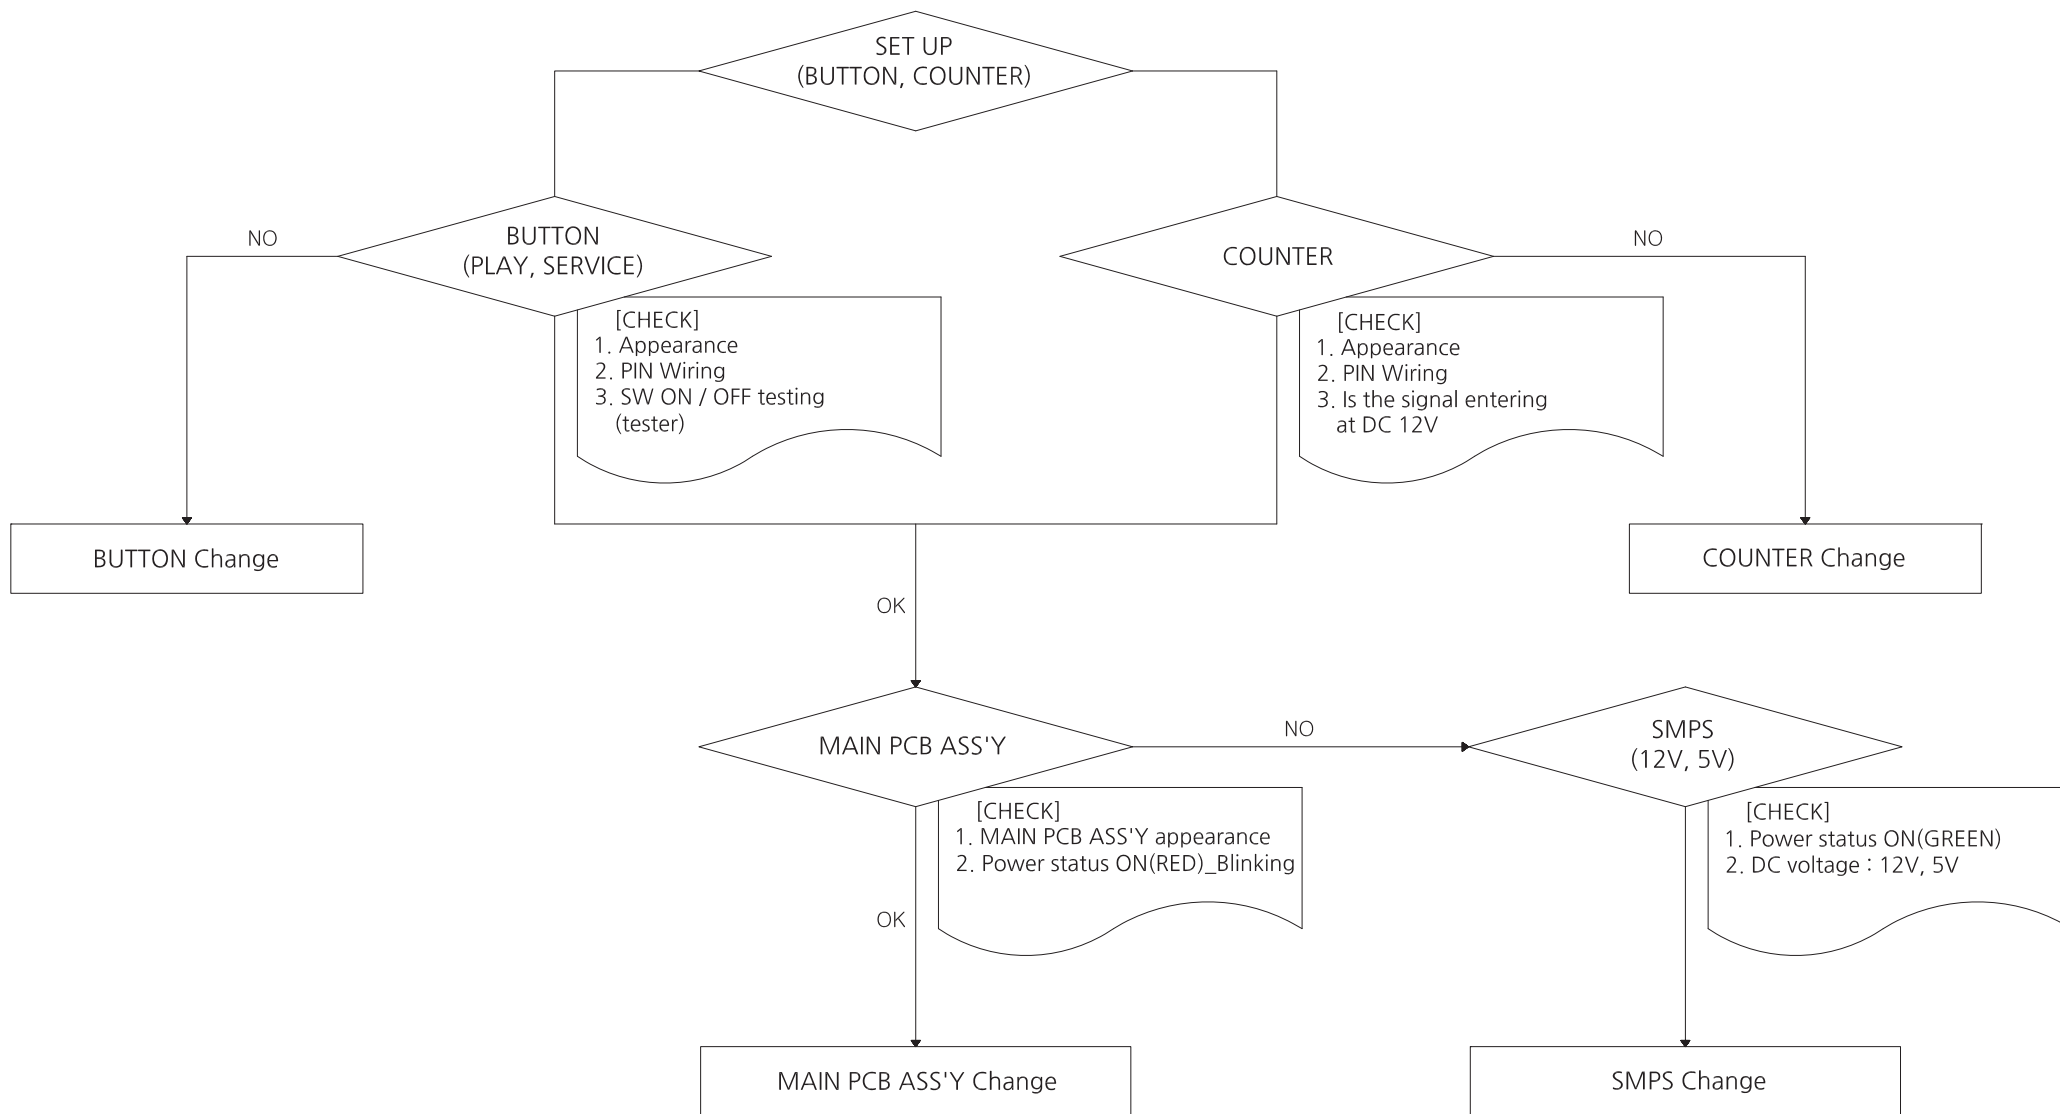 SET UP
(BUTTON, COUNTER)
NO
BUTTON
(PLAY, SERVICE)
COUNTER
NO
[CHECK]
1. Appearance
2. PIN Wiring
3. SW ON / OFF testing
(tester)
[CHECK]
1. Appearance
2. PIN Wiring
3. Is the signal entering
at DC 12V
BUTTON Change
COUNTER Change
OK
MAIN PCB ASS'Y
NO
SMPS
(12V, 5V)
[CHECK]
1. MAIN PCB ASS'Y appearance
2. Power status ON(RED)_Blinking
[CHECK]
1. Power status ON(GREEN)
2. DC voltage : 12V, 5V
OK
MAIN PCB ASS'Y Change
SMPS Change